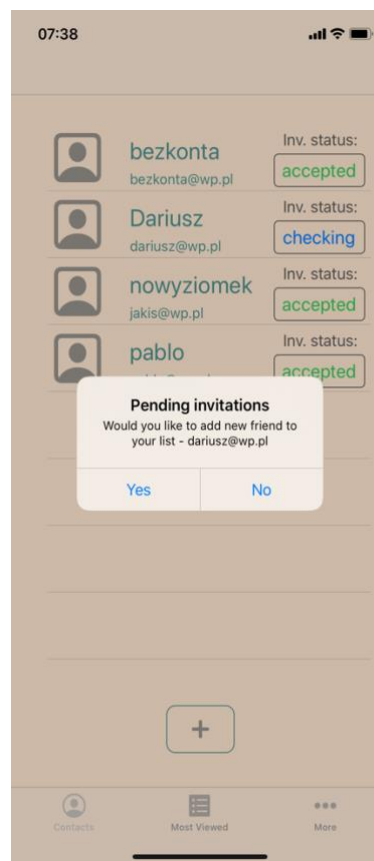 07:38
Inv. status:
bezkonta
accepted
bezkonta@wp.pl
Inv. status:
Dariusz
checking
dariusz@wp.pl
Inv. status:
nowyziomek
accepted
jakis@wp.pl
Inv. status:
pablo
accepted
Pending invitations
Would you like to add new friend to
your list - dariusz@wp.pl
Yes No
+
Contacts Most Viewed More